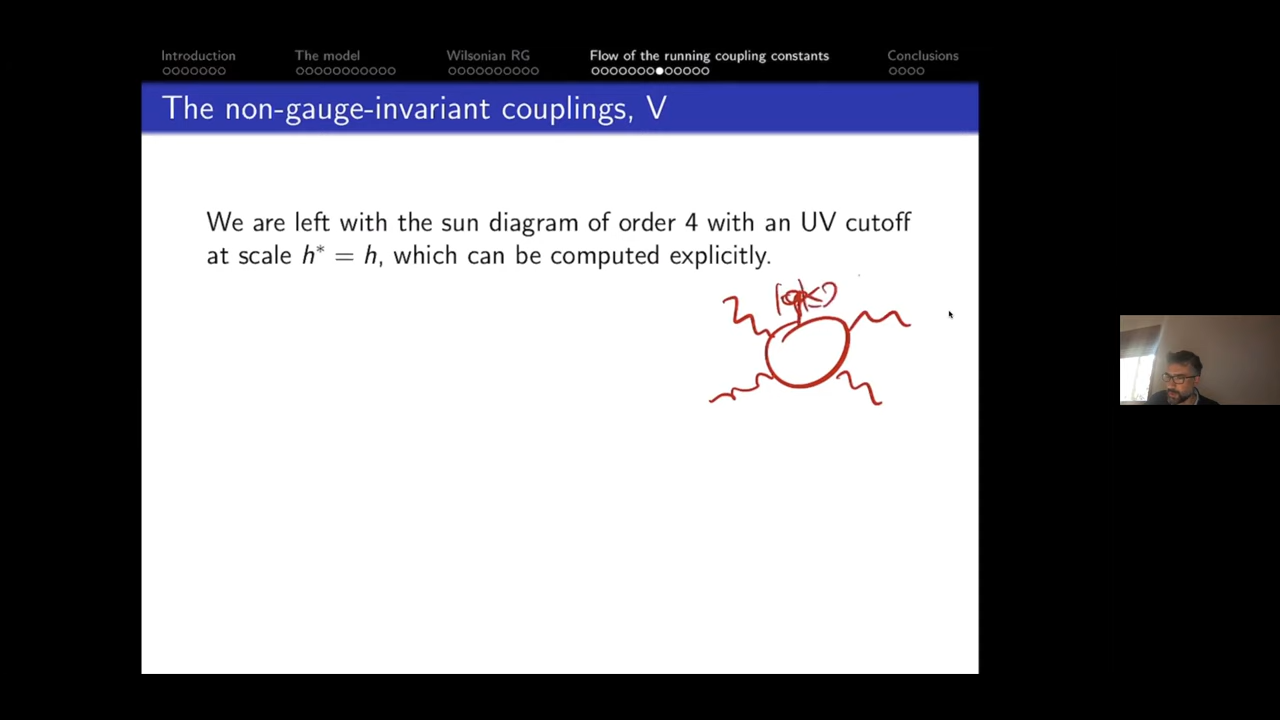 Introduction The model Wilsonian RG Flow of the running coupling constants Conclusions
The non-gauge-invariant couplings, V
We are left with the sun diagram of order 4 with an UV cutoff
at scale h* = h, which can be computed explicitly.